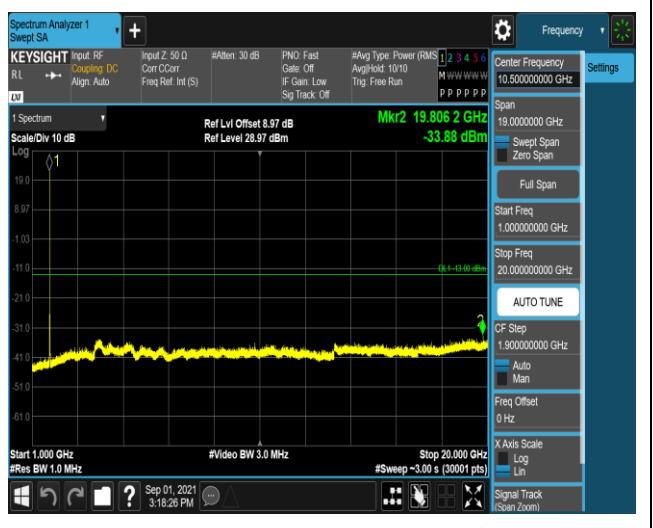 Spectrum Analyzer 1
Swept SA
+
Frequency
KEYSIGHT
RL
LXI
Input: RF
Coupling: DC
Align: Auto
Input Z: 50 Ω
Corr CCorr
Freq Ref: Int (S)
#Atten: 30 dB
PNO: Fast
Gate: Off
IF Gain: Low
Sig Track: Off
#Avg Type: Power (RMS
Avg|Hold: 10/10
Trig: Free Run
1 2 3 4 5 6
M W W W W W
P P P P P P
1 Spectrum
Scale/Div 10 dB
Ref Lvl Offset 8.97 dB
Ref Level 28.97 dBm
Mkr2 19.806 2 GHz
-33.88 dBm
Log
1
19.0
8.97
-1.03
-11.0
DL1 -13.00 dBm
-21.0
-31.0
2
-41.0
-51.0
-61.0
Start 1.000 GHz
#Video BW 3.0 MHz
Stop 20.000 GHz
#Res BW 1.0 MHz
#Sweep ~3.00 s (30001 pts)
Sep 01, 2021
3:18:26 PM
?
Center Frequency
10.500000000 GHz
Settings
Span
19.0000000 GHz
Swept Span
Zero Span
Full Span
Start Freq
1.000000000 GHz
Stop Freq
20.000000000 GHz
AUTO TUNE
CF Step
1.900000000 GHz
Auto
Man
Freq Offset
0 Hz
X Axis Scale
Log
Lin
Signal Track
(Span Zoom)